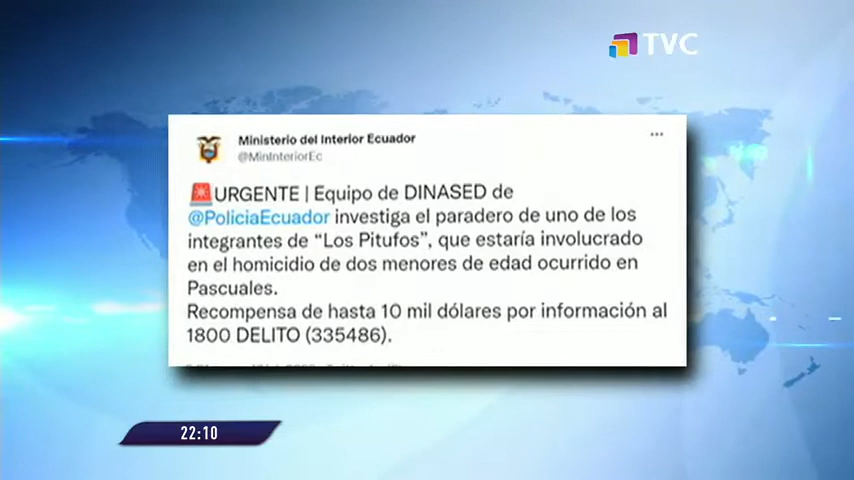 TVC
Ministerio del Interior Ecuador
@MinInteriorEc
URGENTE | Equipo de DINASED de
@PoliciaEcuador investiga el paradero de uno de los
integrantes de “Los Pitufos”, que estaría involucrado
en el homicidio de dos menores de edad ocurrido en
Pascuales.
Recompensa de hasta 10 mil dólares por información al
1800 DELITO (335486).
22:10